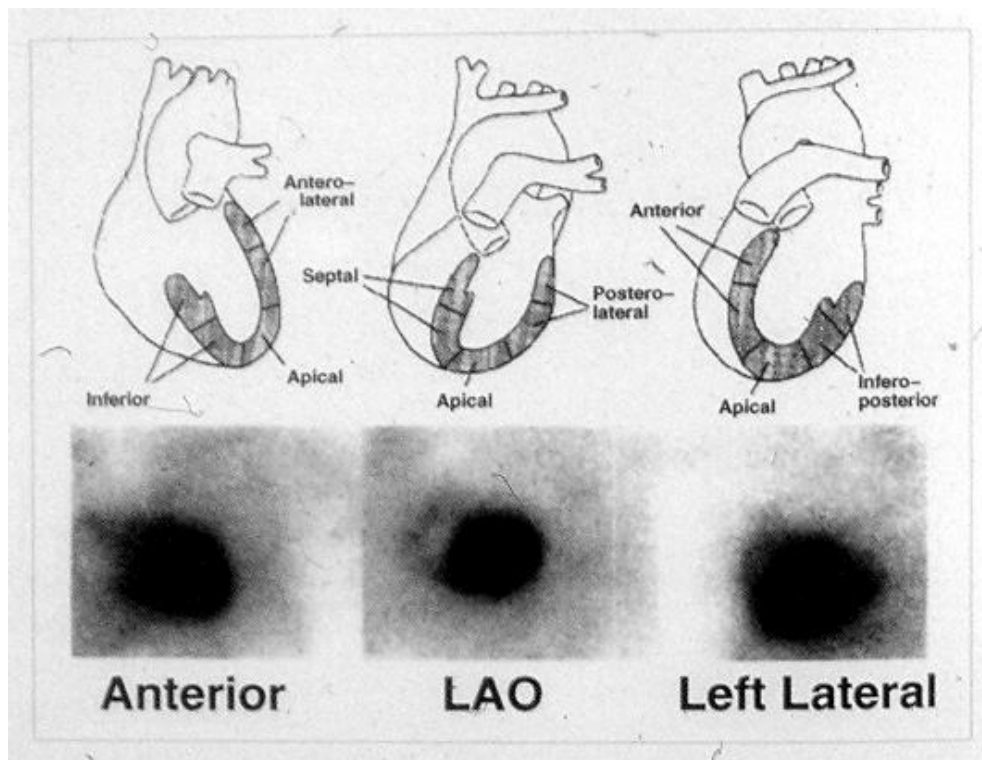 Antero-
lateral
Septal
Inferior
Apical
Postero-
lateral
Apical
Anterior
Infero-
posterior
Apical
Anterior
LAO
Left Lateral